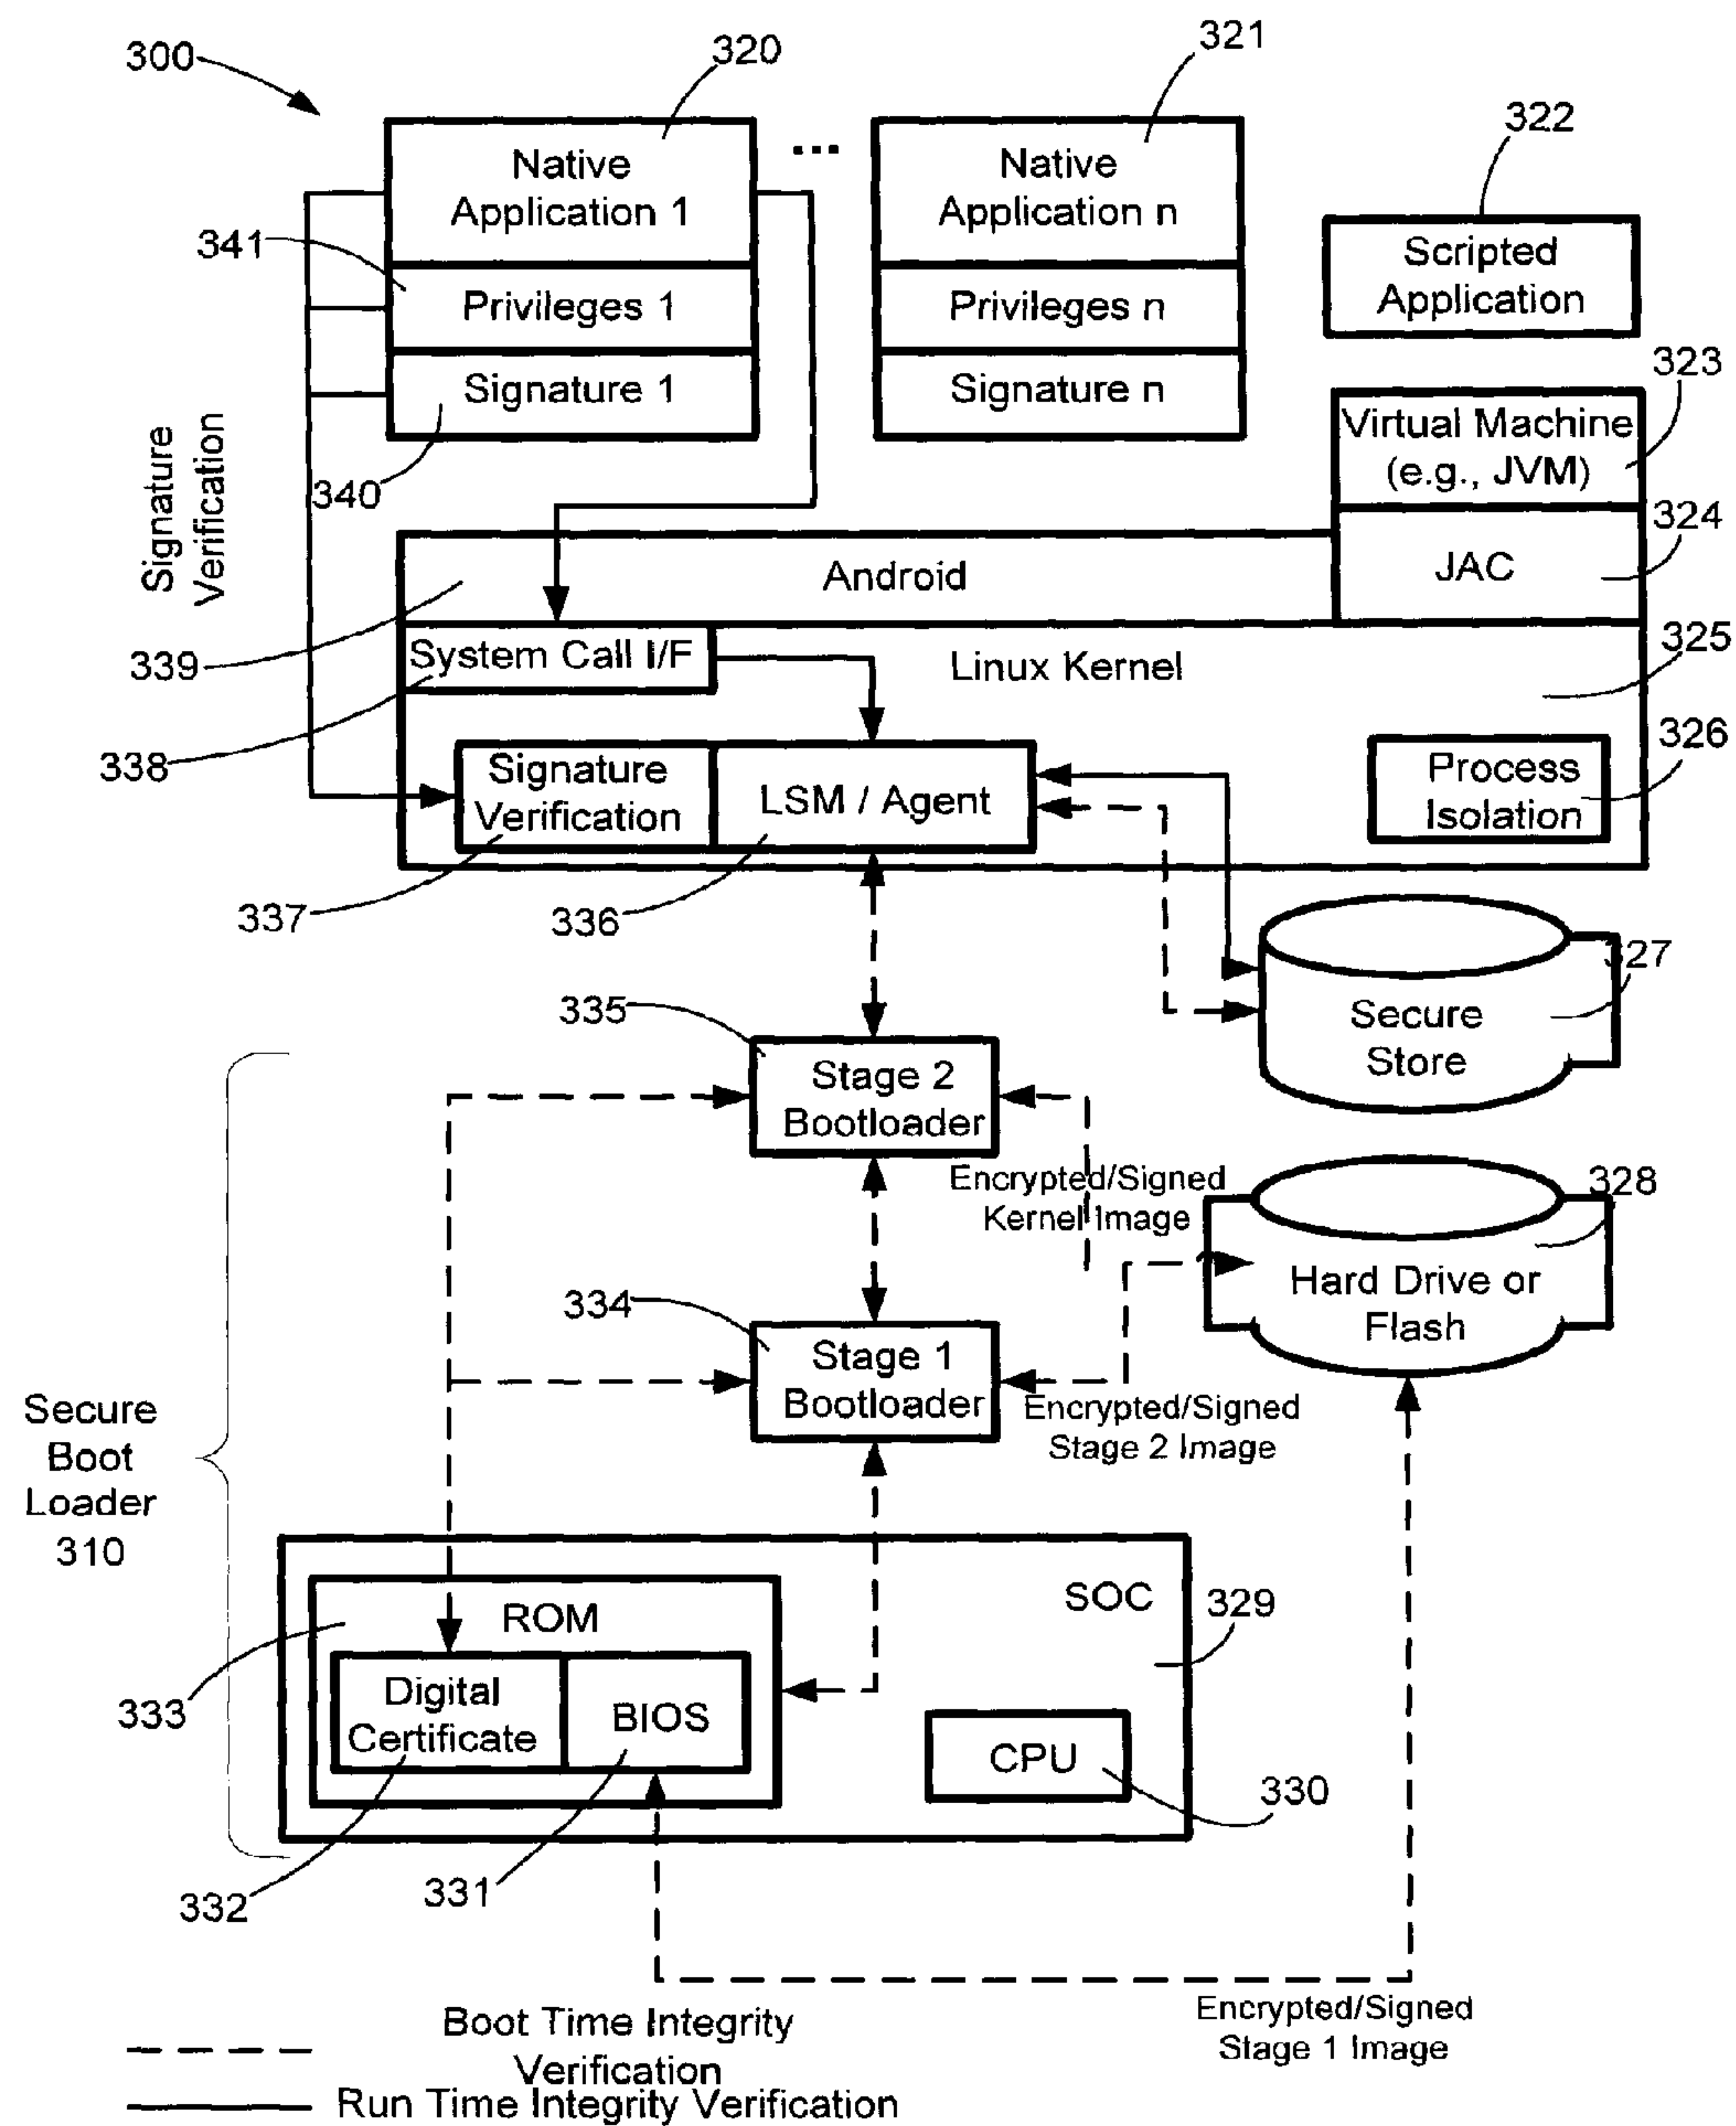 300
320
321
322
Native
Application 1
...
Native
Application n
Scripted
Application
341
Privileges 1
Privileges n
323
Signature 1
Signature n
Virtual Machine
(e.g., JVM)
Signature
Verification
340
324
Android
JAC
339
System Call I/F
Linux Kernel
325
338
326
Signature
Verification
LSM / Agent
Process
Isolation
337
336
327
Secure
Store
335
Stage 2
Bootloader
Encrypted/Signed
Kernel Image
328
Hard Drive or
Flash
334
Stage 1
Bootloader
Encrypted/Signed
Stage 2 Image
Secure
Boot
Loader
310
SOC
329
ROM
333
Digital
Certificate
BIOS
CPU
330
332
331
Encrypted/Signed
Stage 1 Image
Boot Time Integrity
Verification
Run Time Integrity Verification